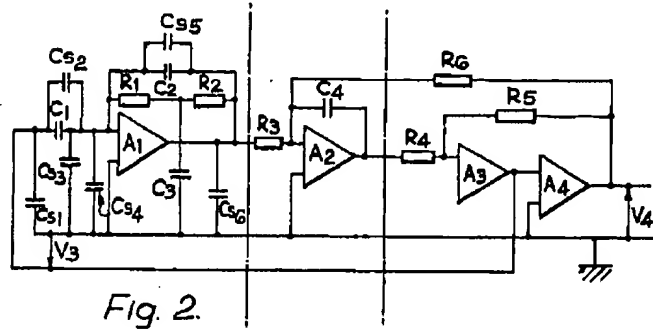 Cs5
Cs2
R6
C1
R1
C2
R2
C4
R5
A1
R3
R4
Cs3
A2
A3
A4
C3
Cs1
Cs4
Cs6
V3
V4
Fig. 2.